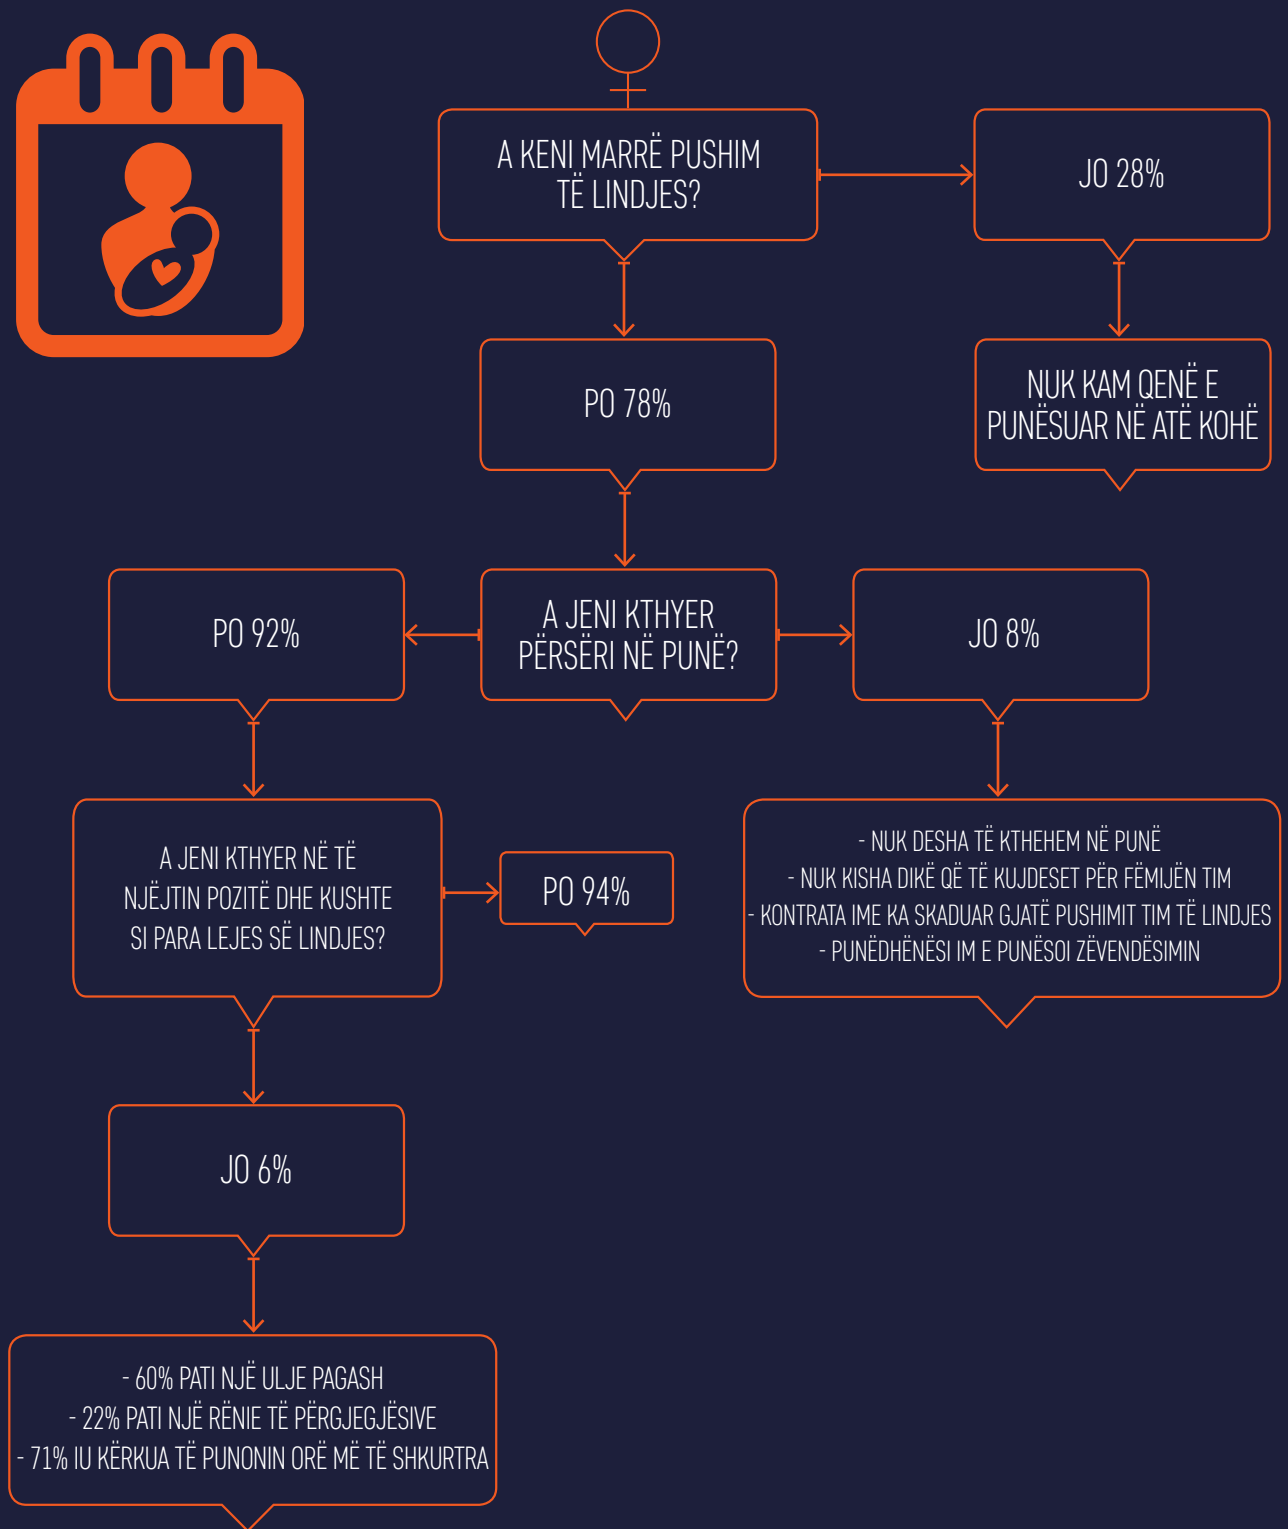 A KENI MARRË PUSHIM
TË LINDJES?
JO 28%
PO 78%
NUK KAM QENË E
PUNËSUAR NË ATË KOHË
PO 92%
A JENI KTHYER
PËRSËRI NË PUNË?
JO 8%
A JENI KTHYER NË TË
NJËJTIN POZITË DHE KUSHTE
SI PARA LEJES SË LINDJES?
PO 94%
- NUK DESHA TË KTHEHEM NË PUNË
- NUK KISHA DIKË QË TË KUJDESET PËR FËMIJËN TIM
- KONTRATA IME KA SKADUAR GJATË PUSHIMIT TIM TË LINDJES
- PUNËDHËNËSI IM E PUNËSOI ZËVENDËSIMIN
JO 6%
- 60% PATI NJË ULJE PAGASH
- 22% PATI NJË RËNIE TË PËRGJEGJËSIVE
- 71% IU KËRKUA TË PUNONIN ORË MË TË SHKURTRA